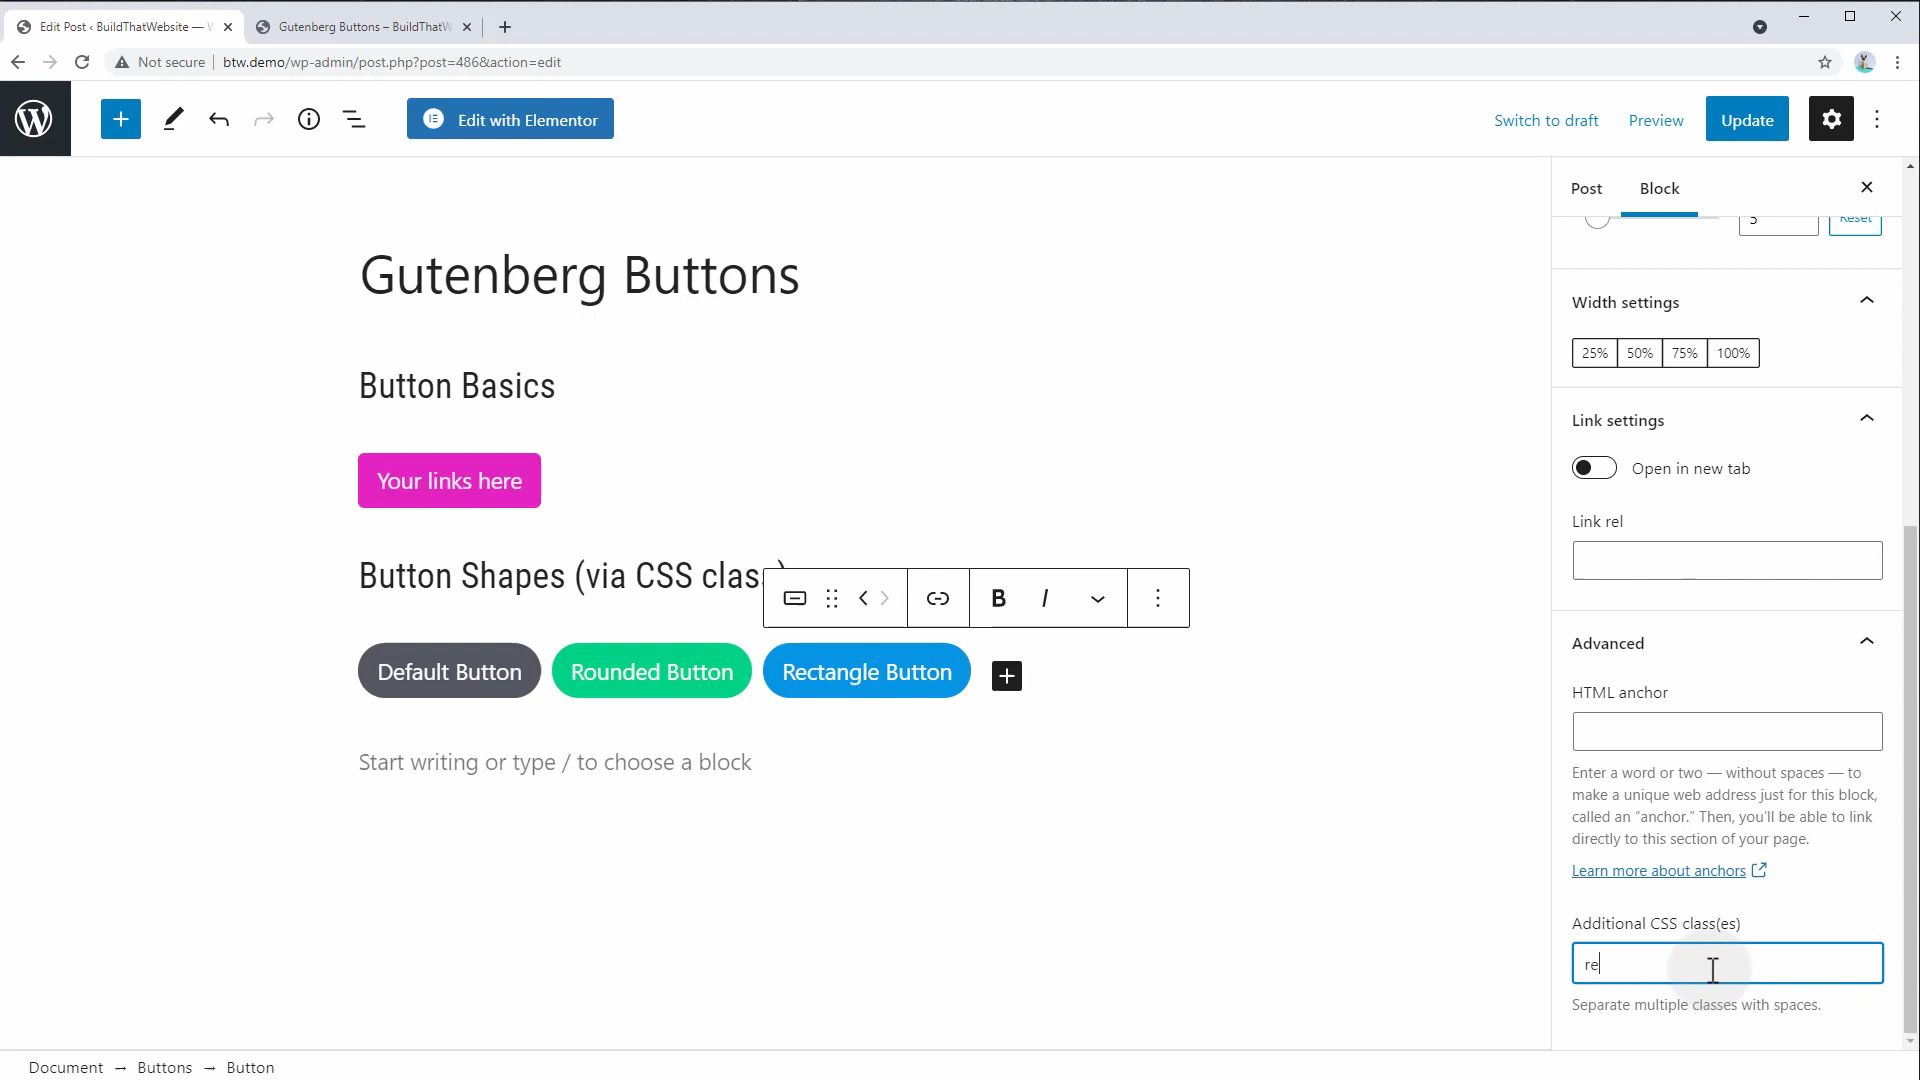 Edit Post ‹ BuildThatWebsite —
Gutenberg Buttons – BuildThatW
Not secure
btw.demo/wp-admin/post.php?post=486&action=edit
Edit with Elementor
Switch to draft
Preview
Update
Post
Block
5
Reset
Gutenberg Buttons
Width settings
25%
50%
75%
100%
Button Basics
Link settings
Open in new tab
Your links here
Link rel
Button Shapes (via CSS class)
B
I
Advanced
HTML anchor
Default Button
Rounded Button
Rectangle Button
Start writing or type / to choose a block
Enter a word or two — without spaces — to
make a unique web address just for this block,
called an “anchor.” Then, you’ll be able to link
directly to this section of your page.
Learn more about anchors
Additional CSS class(es)
re
Separate multiple classes with spaces.
Document → Buttons → Button